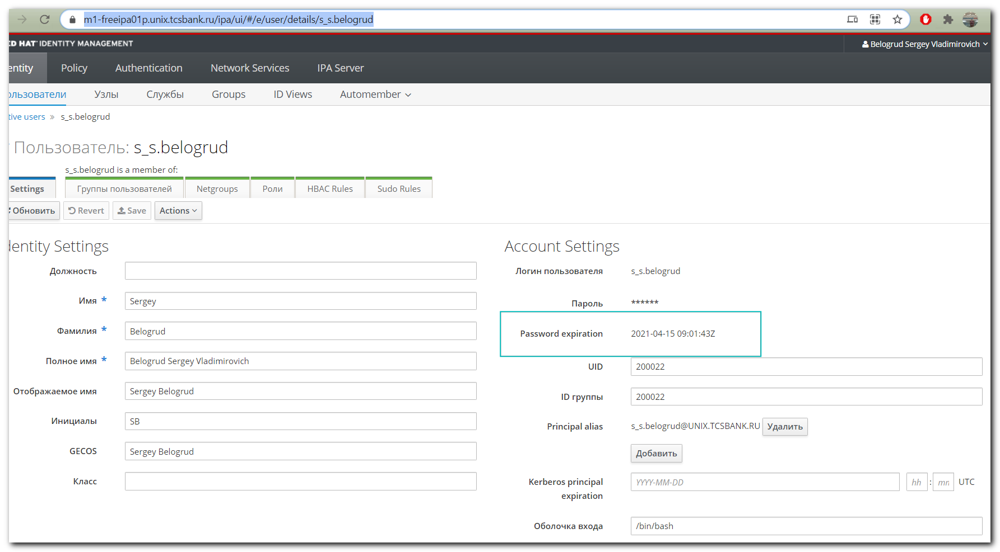 m1-freeipa01p.unix.tcsbank.ru/ipa/ui/#/e/user/details/s_s.belogrud
ED HAT IDENTITY MANAGEMENT
Belogrud Sergey Vladimirovich
entity Policy Authentication Network Services IPA Server
ользователи Узлы Службы Groups ID Views Automember
tive users » s_s.belogrud
Пользователь: s_s.belogrud
s_s.belogrud is a member of:
Settings Группы пользователей Netgroups Роли HBAC Rules Sudo Rules
Обновить Revert Save Actions
dentity Settings
Должность
Имя * Sergey
Фамилия * Belogrud
Полное имя * Belogrud Sergey Vladimirovich
Отображаемое имя Sergey Belogrud
Инициалы SB
GECOS Sergey Belogrud
Класс
Account Settings
Логин пользователя s_s.belogrud
Пароль ******
Password expiration 2021-04-15 09:01:43Z
UID 200022
ID группы 200022
Principal alias s_s.belogrud@UNIX.TCSBANK.RU Удалить
Добавить
Kerberos principal expiration YYYY-MM-DD hh : mn UTC
Оболочка входа /bin/bash